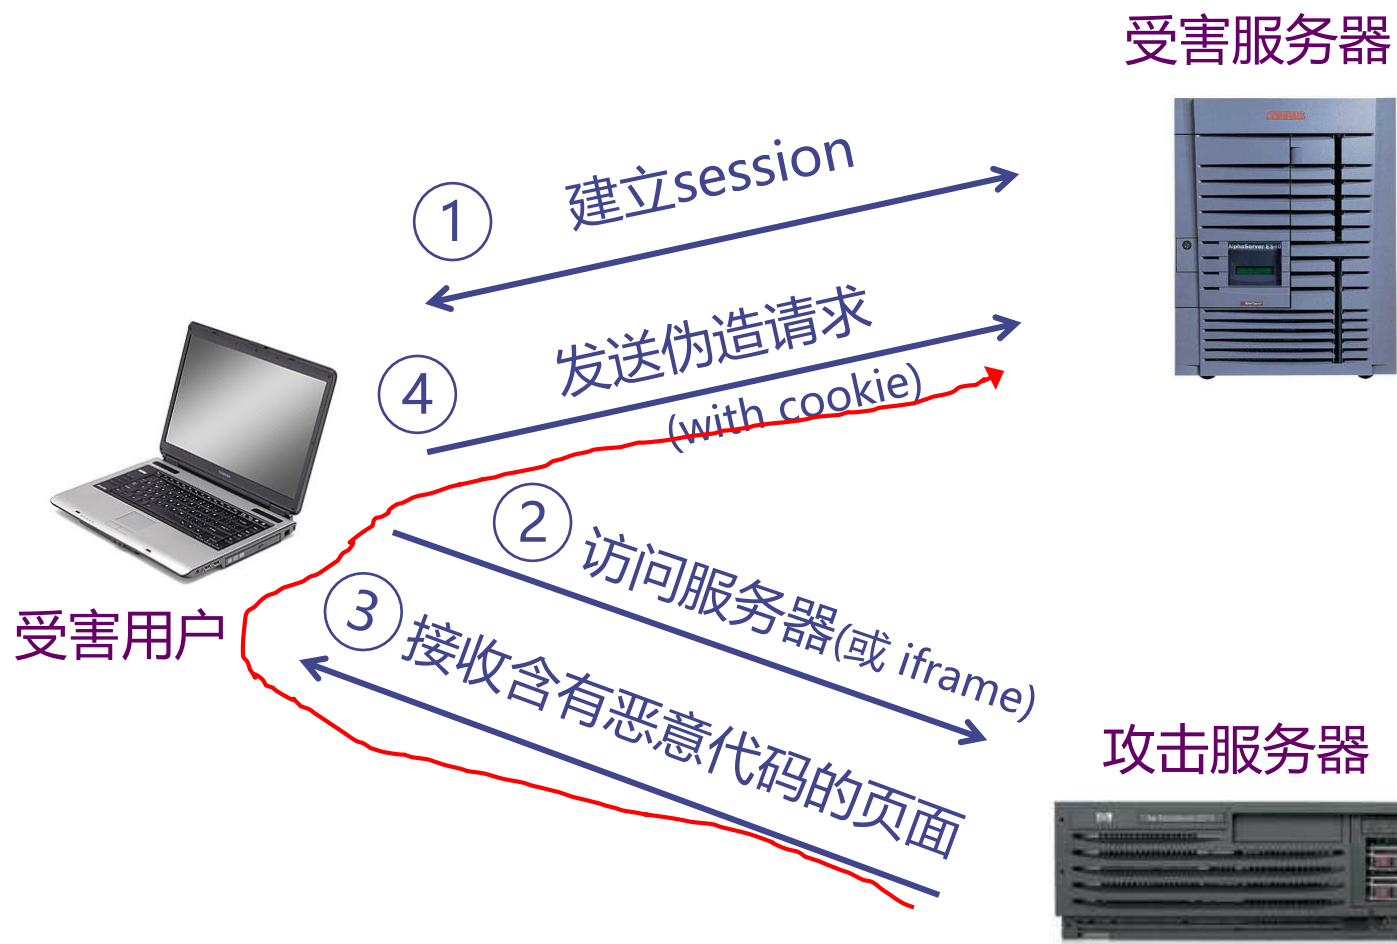 受害服务器
① 建立session
④ 发送伪造请求
(with cookie)
② 访问服务器(或 iframe)
③ 接收含有恶意代码的页面
受害用户
攻击服务器
AlphaServer ES40